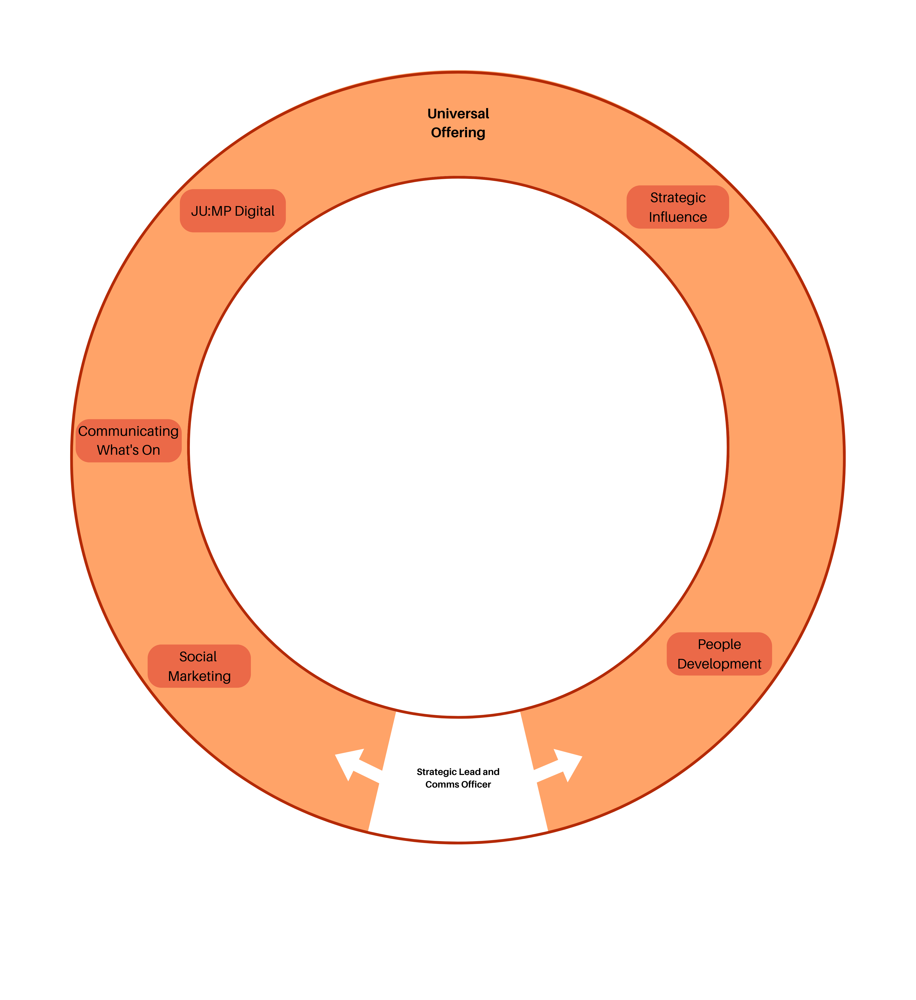 Universal
Offering
JU:MP Digital
Strategic
Influence
Communicating
What's On
Social
Marketing
People
Development
Strategic Lead and
Comms Officer